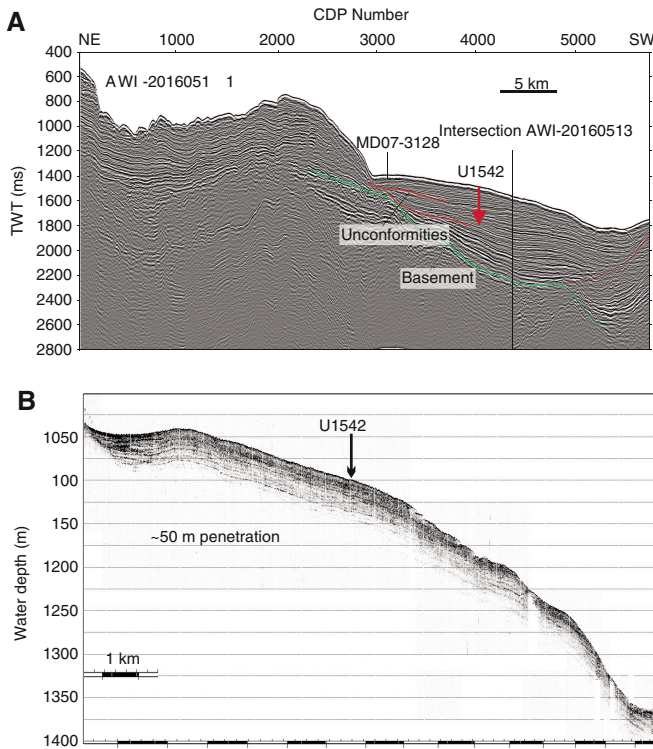 CDP Number
A
NE 1000 2000 3000 4000 5000 SW
400
600
800
1000
1200
1400
1600
1800
2000
2200
2400
2600
2800
TWT (ms)
AWI -2016051 1
5 km
MD07-3128
Intersection AWI-20160513
U1542
Unconformities
Basement
B
1050
100
150
1200
1250
1300
1350
1400
Water depth (m)
U1542
~50 m penetration
1 km